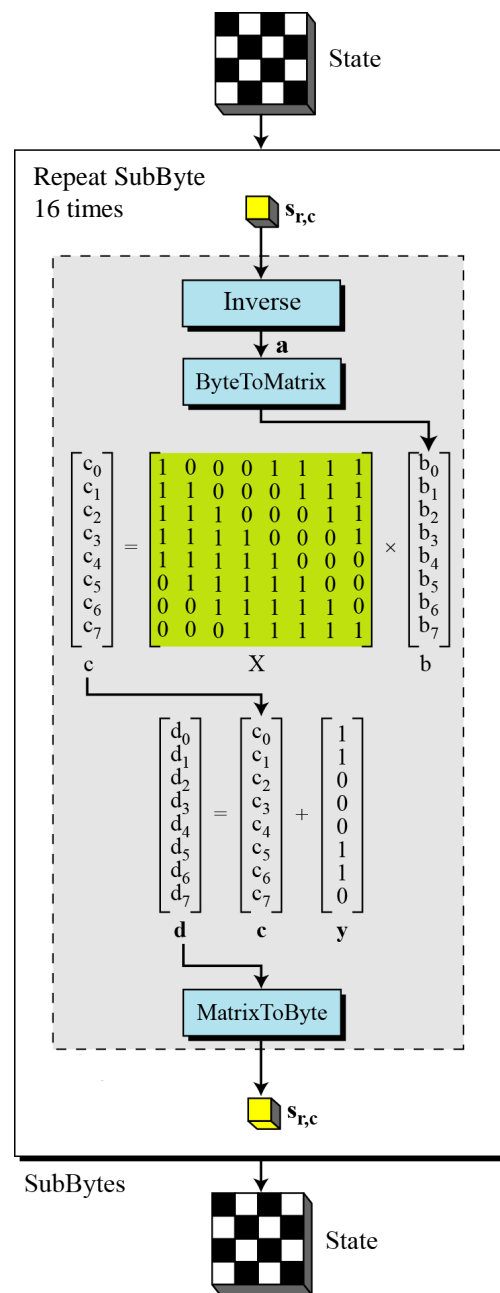 State
Repeat SubByte
16 times
s_{r,c}
Inverse
a
ByteToMatrix
c₀   1 0 0 0 1 1 1 1   b₀
c₁   1 1 0 0 0 1 1 1   b₁
c₂   1 1 1 0 0 0 1 1   b₂
c₃   1 1 1 1 0 0 0 1   b₃
c₄ = 1 1 1 1 1 0 0 0 × b₄
c₅   0 1 1 1 1 1 0 0   b₅
c₆   0 0 1 1 1 1 1 0   b₆
c₇   0 0 0 1 1 1 1 1   b₇
c X b
d₀   c₀   1
d₁   c₁   1
d₂   c₂   0
d₃ = c₃ + 0
d₄   c₄   0
d₅   c₅   1
d₆   c₆   1
d₇   c₇   0
d c y
MatrixToByte
s_{r,c}
SubBytes
State